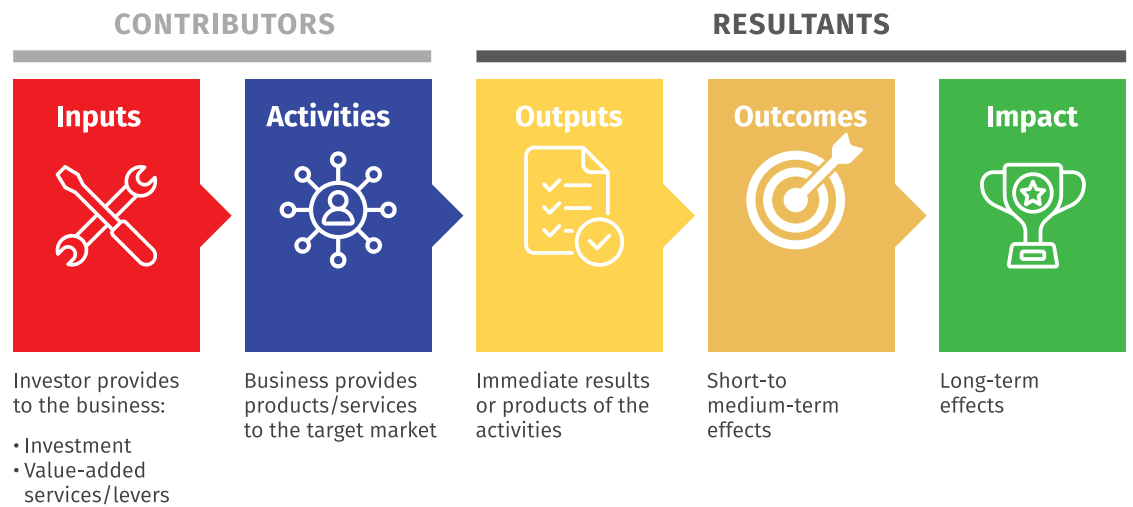 CONTRIBUTORS
RESULTANTS
Inputs
Activities
Outputs
Outcomes
Impact
Investor provides
to the business:
• Investment
• Value-added
services/levers
Business provides
products/services
to the target market
Immediate results
or products of the
activities
Short-to
medium-term
effects
Long-term
effects